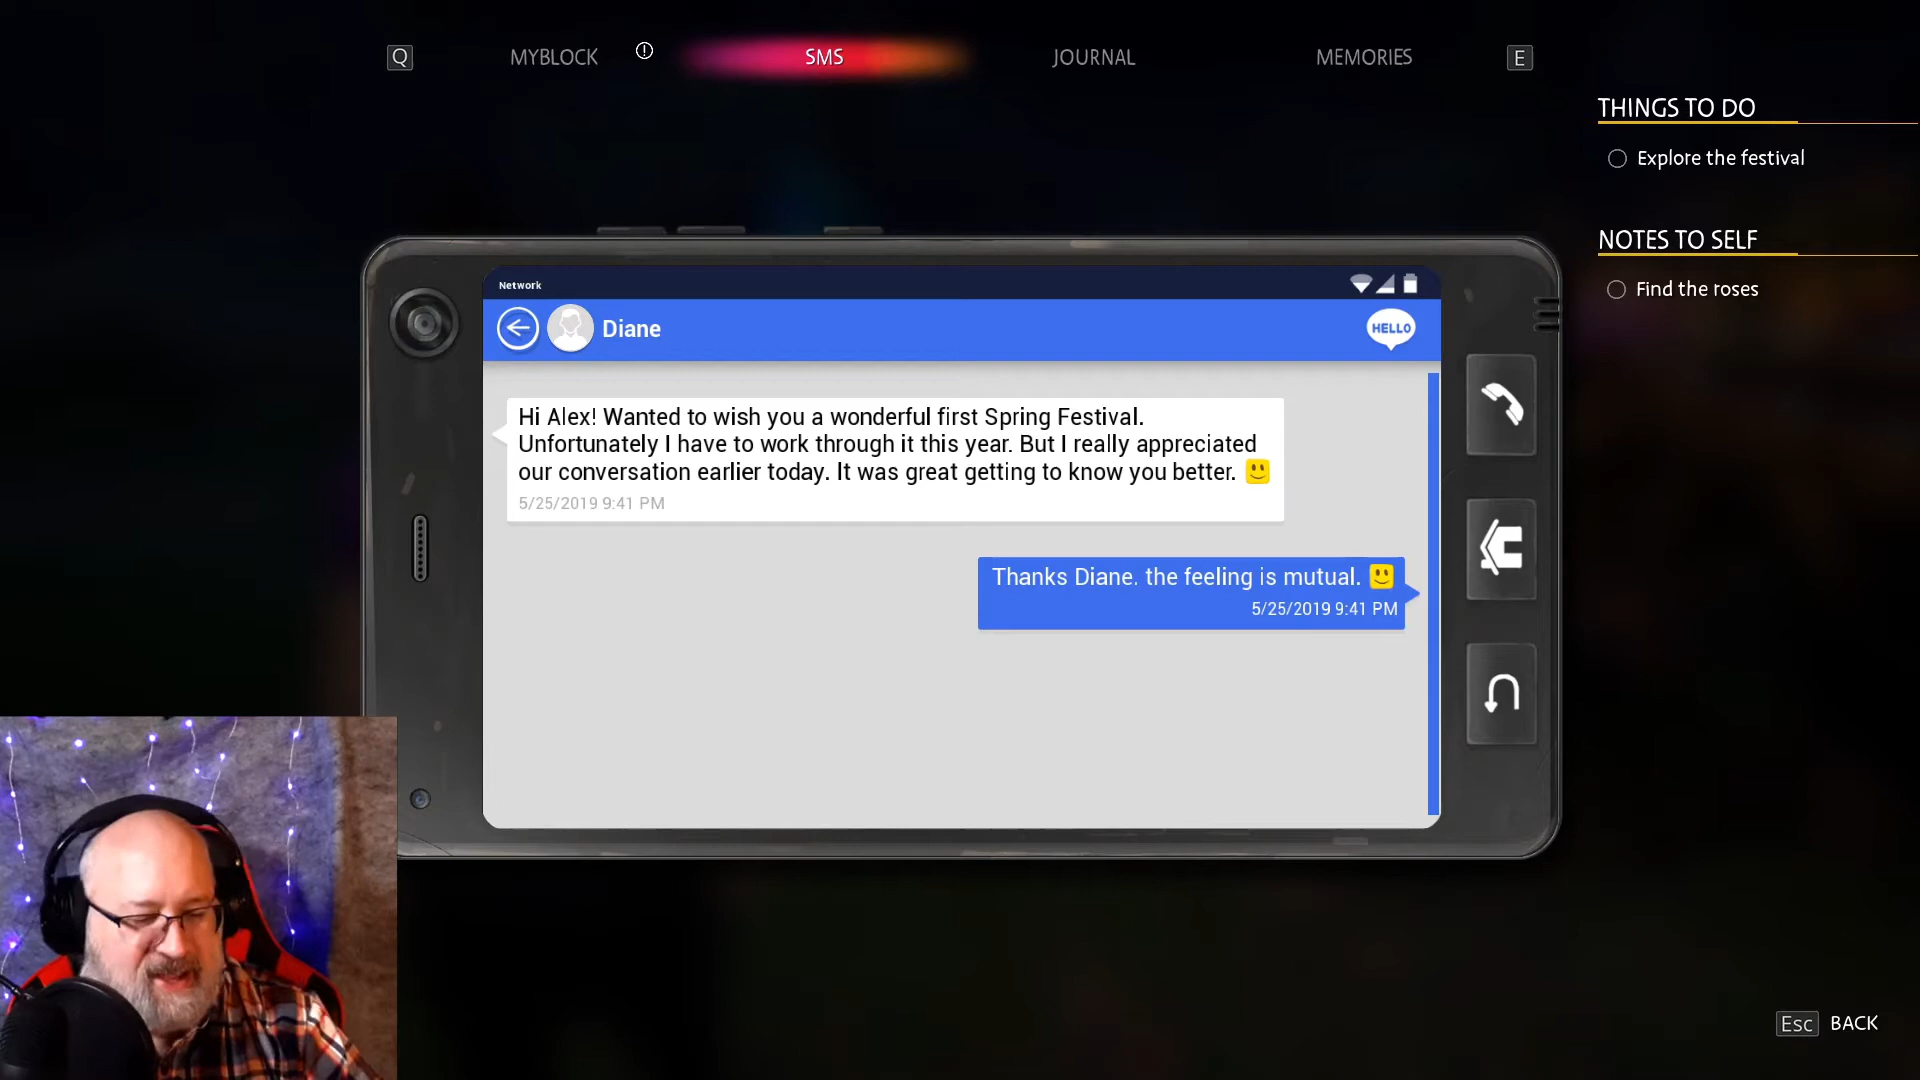 Q
MYBLOCK
SMS
JOURNAL
MEMORIES
E
THINGS TO DO
Explore the festival
NOTES TO SELF
Find the roses
Network
Diane
HELLO
Hi Alex! Wanted to wish you a wonderful first Spring Festival.
Unfortunately I have to work through it this year. But I really appreciated
our conversation earlier today. It was great getting to know you better.
5/25/2019 9:41 PM
Thanks Diane. the feeling is mutual.
5/25/2019 9:41 PM
Esc BACK